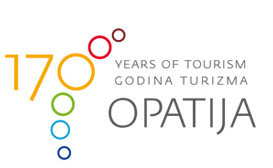 170
YEARS OF TOURISM
GODINA TURIZMA
OPATIJA